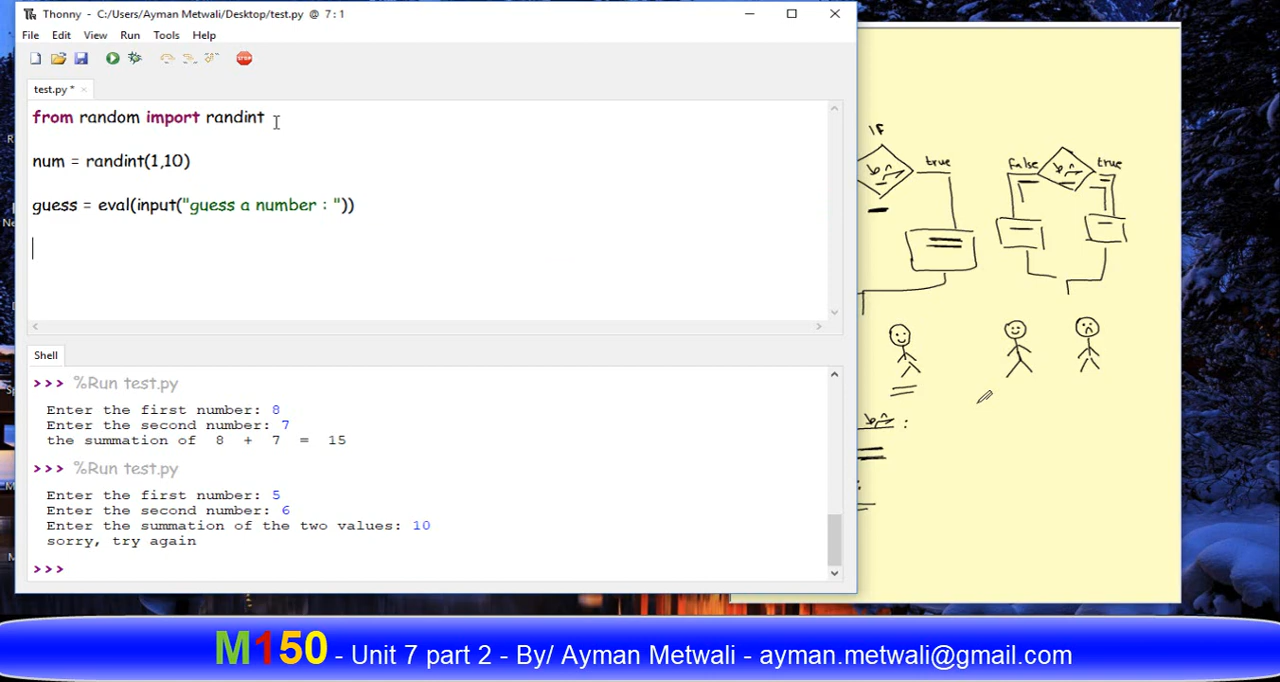 Thonny - C:/Users/Ayman Metwali/Desktop/test.py @ 7:1
File Edit View Run Tools Help
STOP
test.py * ×
from random import randint
num = randint(1,10)
guess = eval(input("guess a number : "))
Shell
>>> %Run test.py
Enter the first number: 8
Enter the second number: 7
the summation of 8 + 7 = 15
>>> %Run test.py
Enter the first number: 5
Enter the second number: 6
Enter the summation of the two values: 10
sorry, try again
>>>
IF
true
false
true
M150 - Unit 7 part 2 - By/ Ayman Metwali - ayman.metwali@gmail.com